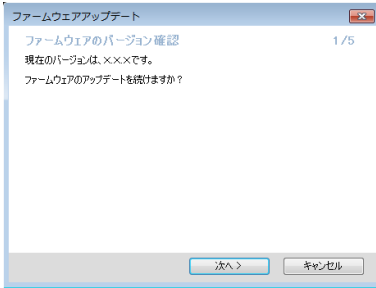 ファームウェアアップデート
ファームウェアのバージョン確認 1/5
現在のバージョンは、×××です。
ファームウェアのアップデートを続けますか？
次へ >
キャンセル